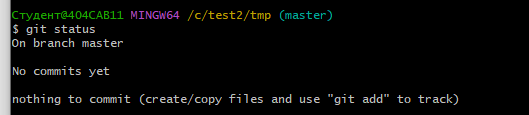 Студент@404CAB11 MINGW64 /c/test2/tmp (master)
$ git status
On branch master
No commits yet
nothing to commit (create/copy files and use "git add" to track)